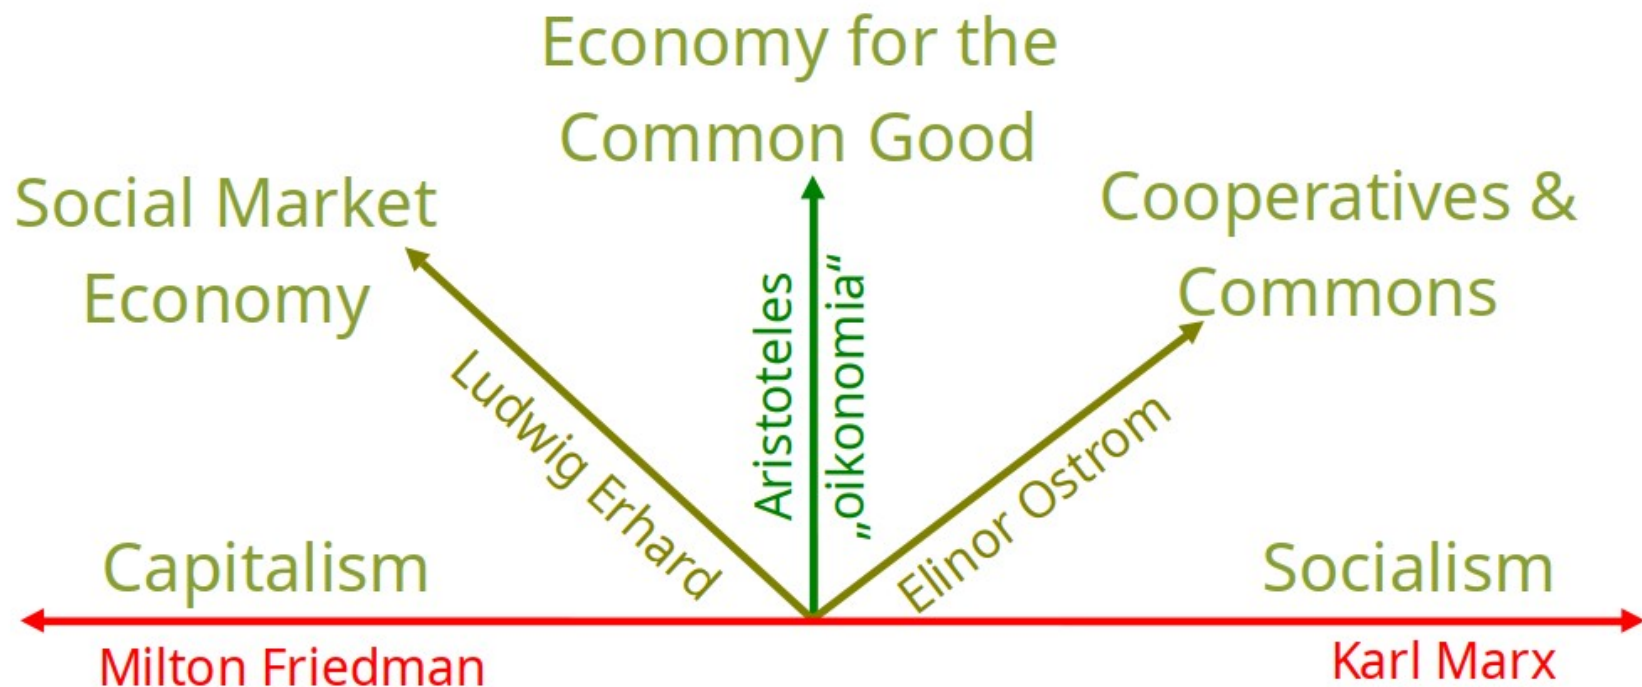 Economy for the
Common Good
Social Market
Economy
Cooperatives &
Commons
Ludwig Erhard
Aristoteles
„oikonomia“
Elinor Ostrom
Capitalism
Socialism
Milton Friedman
Karl Marx